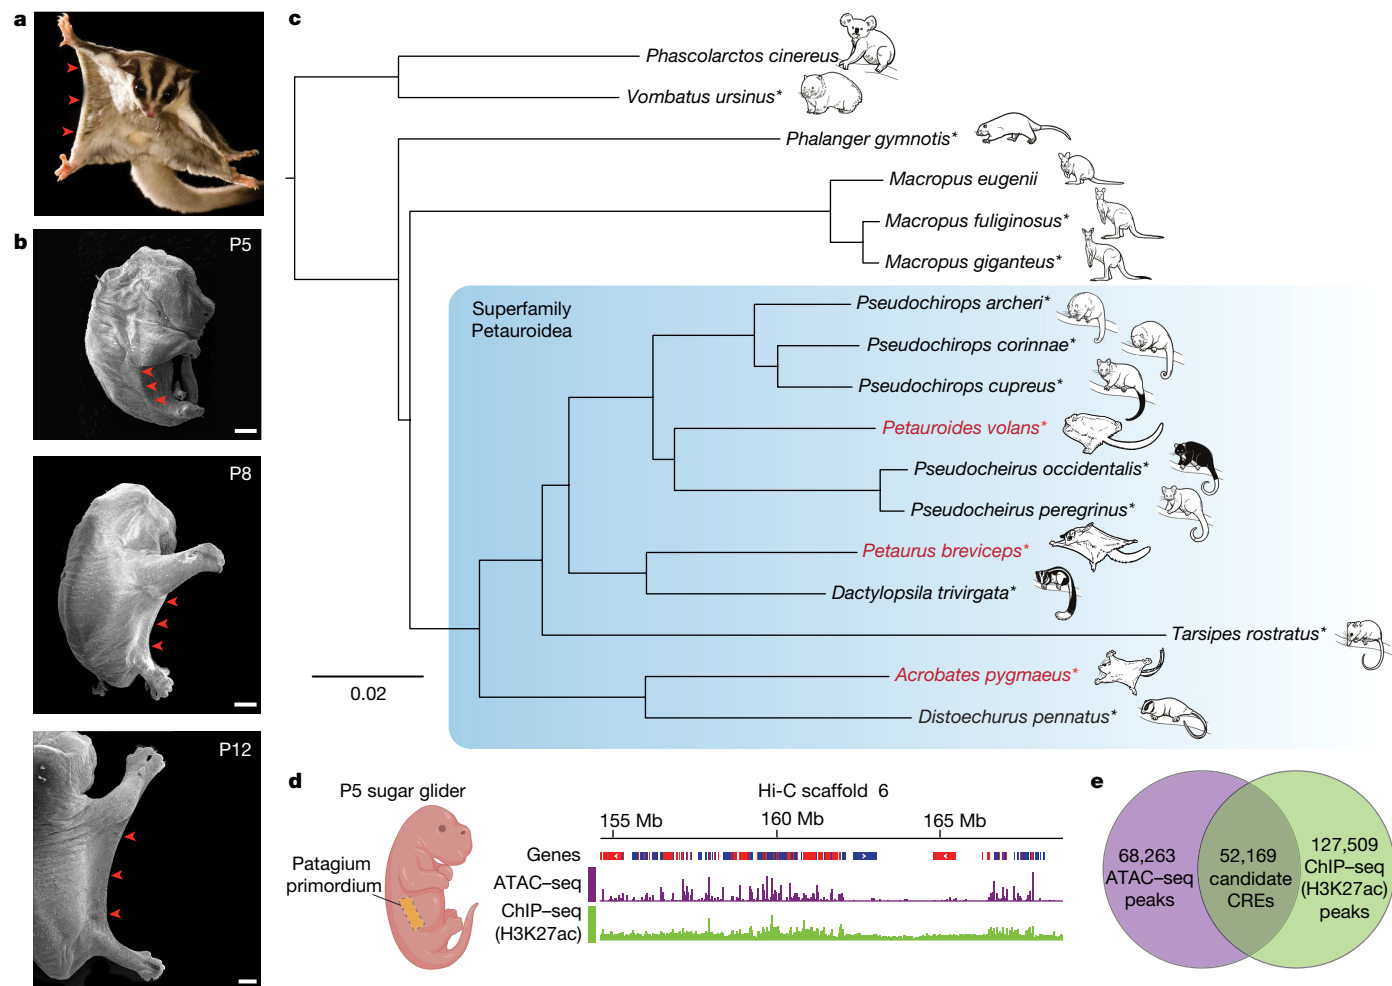 a
b
P5
P8
P12
c
Phascolarctos cinereus
Vombatus ursinus*
Phalanger gymnotis*
Macropus eugenii
Macropus fuliginosus*
Macropus giganteus*
Superfamily
Petauroidea
Pseudochirops archeri*
Pseudochirops corinnae*
Pseudochirops cupreus*
Petauroides volans*
Pseudocheirus occidentalis*
Pseudocheirus peregrinus*
Petaurus breviceps*
Dactylopsila trivirgata*
Tarsipes rostratus*
Acrobates pygmaeus*
Distoechurus pennatus*
0.02
d
P5 sugar glider
Patagium
primordium
Hi-C scaffold 6
155 Mb
160 Mb
165 Mb
Genes
ATAC–seq
ChIP–seq
(H3K27ac)
e
68,263
ATAC–seq
peaks
52,169
candidate
CREs
127,509
ChIP–seq
(H3K27ac)
peaks